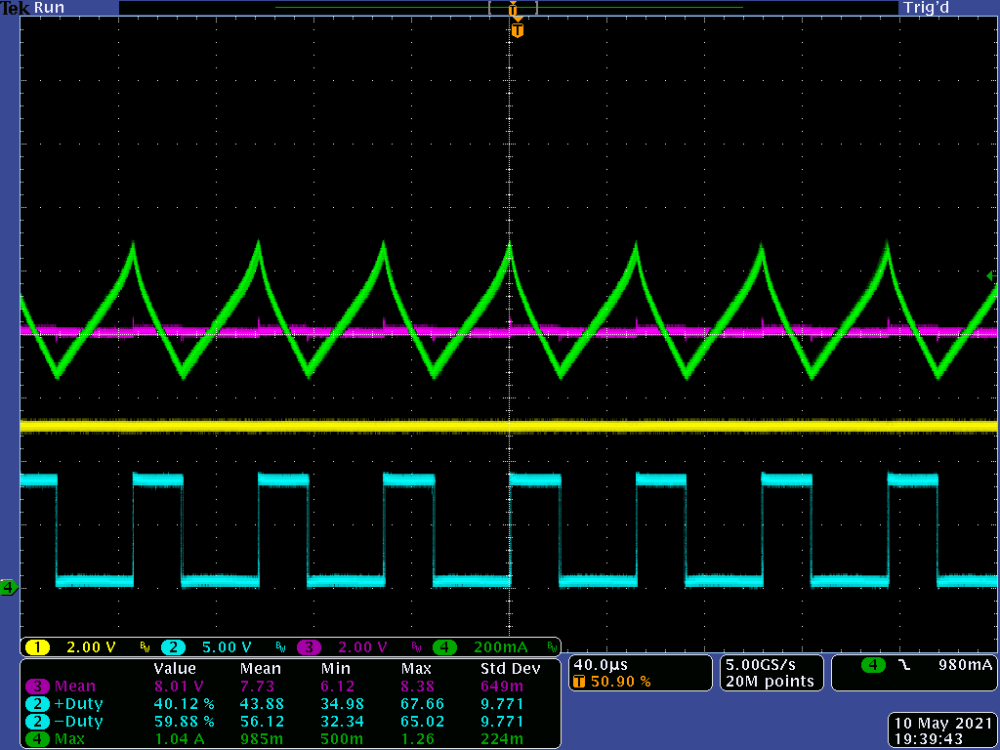 Tek Run Trig'd
T
T
4
1 2.00 V BW 2 5.00 V BW 3 2.00 V BW 4 200mA BW
40.0µs
T 50.90 %
5.00GS/s
20M points
4 980mA
Value Mean Min Max Std Dev
3 Mean 8.01 V 7.73 6.12 8.38 649m
2 +Duty 40.12 % 43.88 34.98 67.66 9.771
2 −Duty 59.88 % 56.12 32.34 65.02 9.771
4 Max 1.04 A 985m 500m 1.26 224m
10 May 2021
19:39:43